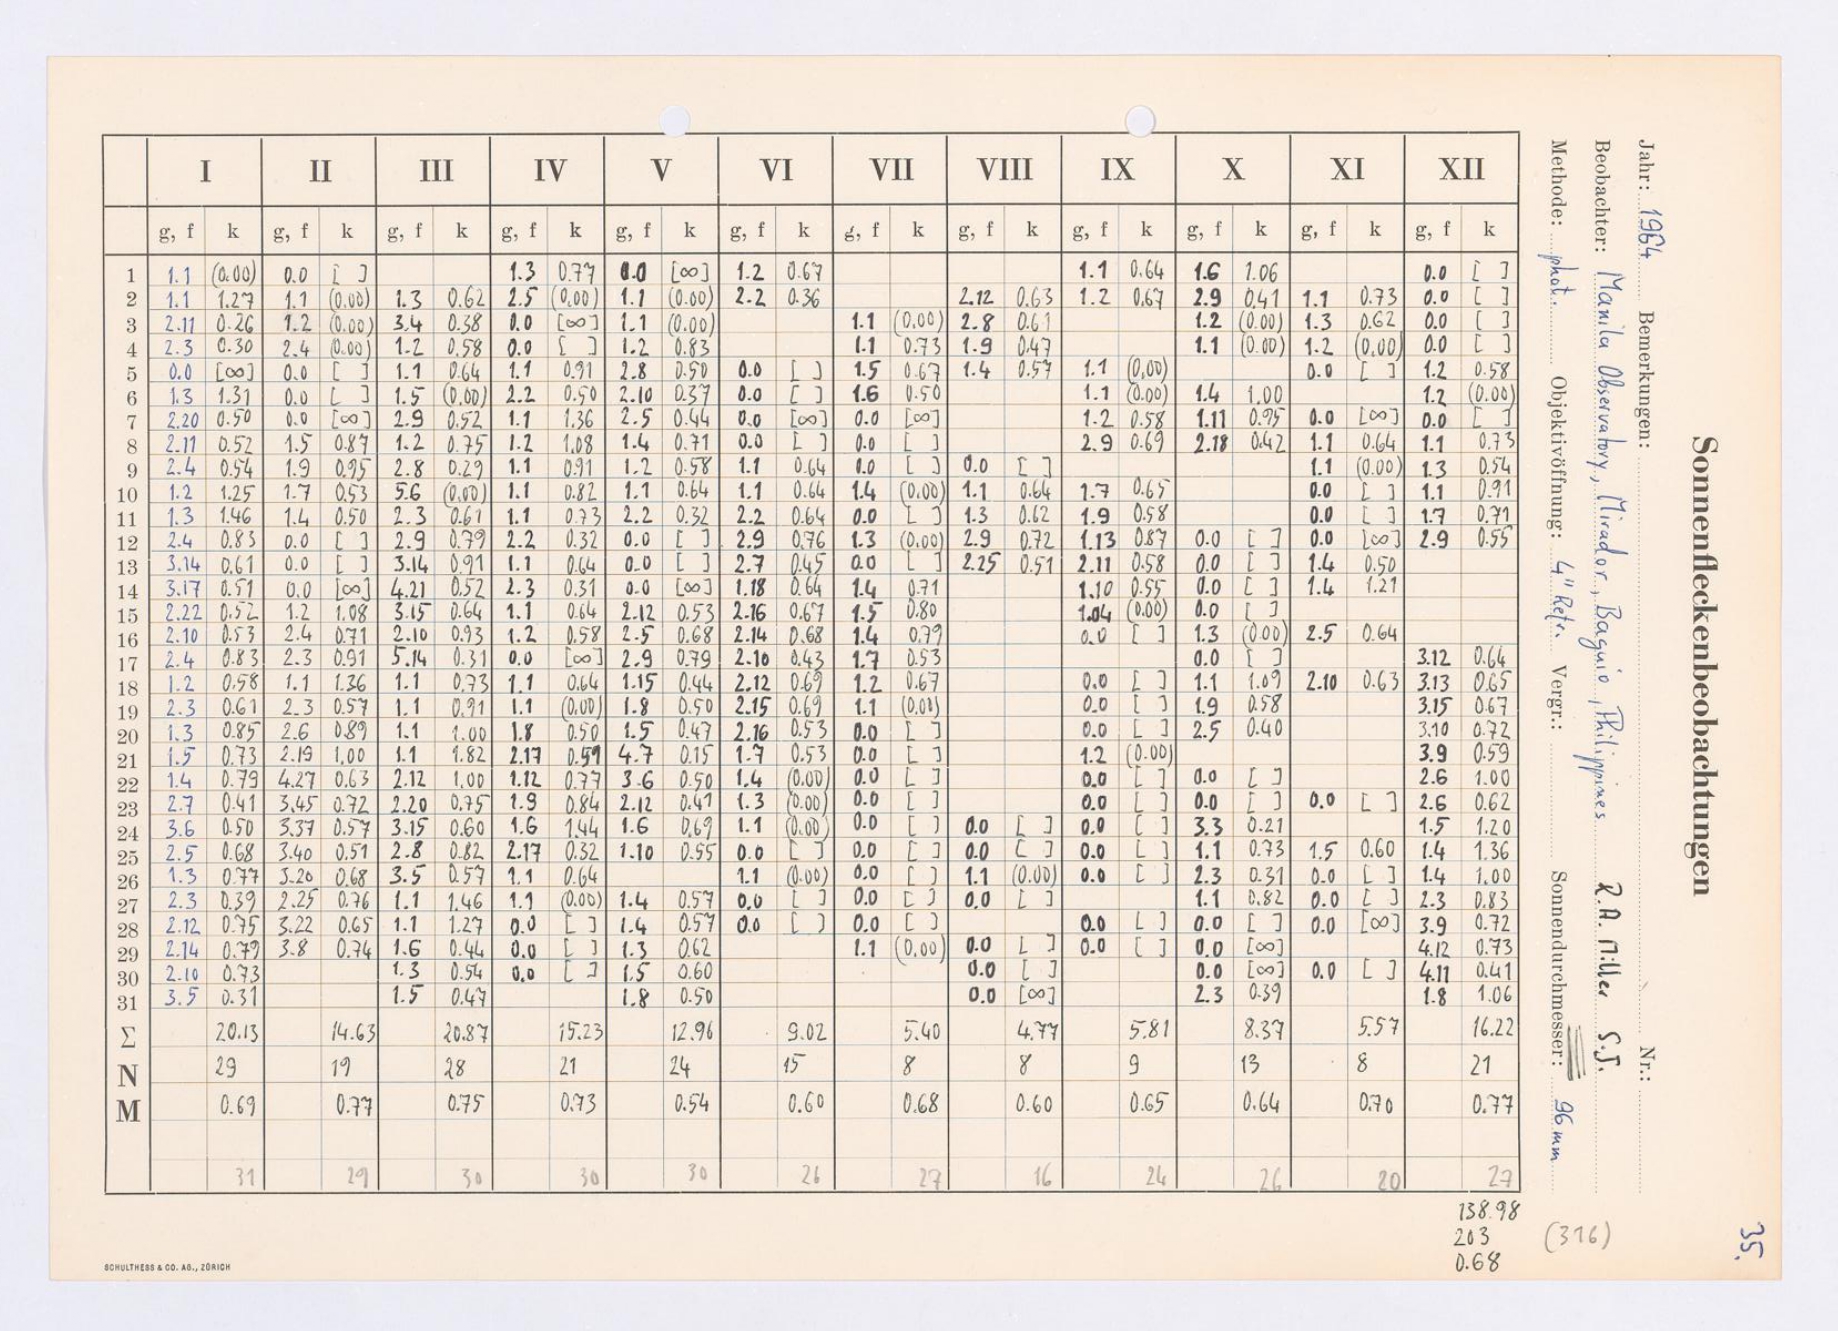 Sonnenfleckenbeobachtungen
Jahr: 1964 Bemerkungen: Nr.:
Beobachter: Manila Observatory, Mirador, Baguio, Philippines R.A. Miller S.J.
Methode: phot. Objektivöffnung: 4" Refr. Vergr.: Sonnendurchmesser: 96 mm
35.
I II III IV V VI VII VIII IX X XI XII
g, f k g, f k g, f k g, f k g, f k g, f k g, f k g, f k g, f k g, f k g, f k g, f k
1 1.1 (0.00) 0.0 [ ] 1.3 0.77 0.0 [∞] 1.2 0.67 1.1 0.64 1.6 1.06 0.0 [ ]
2 1.1 1.27 1.1 (0.00) 1.3 0.62 2.5 (0.00) 1.1 (0.00) 2.2 0.36 2.12 0.63 1.2 0.67 2.9 0.41 1.1 0.73 0.0 [ ]
3 2.11 0.26 1.2 (0.00) 3.4 0.38 0.0 [∞] 1.1 (0.00) 1.1 (0.00) 2.8 0.61 1.2 (0.00) 1.3 0.62 0.0 [ ]
4 2.3 0.30 2.4 (0.00) 1.2 0.58 0.0 [ ] 1.2 0.83 1.1 0.73 1.9 0.47 1.1 (0.00) 1.2 (0.00) 0.0 [ ]
5 0.0 [∞] 0.0 [ ] 1.1 0.64 1.1 0.91 2.8 0.50 0.0 [ ] 1.5 0.67 1.4 0.57 1.1 (0.00) 0.0 [ ] 1.2 0.58
6 1.3 1.31 0.0 [ ] 1.5 (0.00) 2.2 0.50 2.10 0.37 0.0 [ ] 1.6 0.50 1.1 (0.00) 1.4 1.00 1.2 (0.00)
7 2.20 0.50 0.0 [∞] 2.9 0.52 1.1 1.36 2.5 0.44 0.0 [∞] 0.0 [∞] 1.2 0.58 1.11 0.95 0.0 [∞] 0.0 [ ]
8 2.11 0.52 1.5 0.87 1.2 0.75 1.2 1.08 1.4 0.71 0.0 [ ] 0.0 [ ] 2.9 0.69 2.18 0.42 1.1 0.64 1.1 0.73
9 2.4 0.54 1.9 0.95 2.8 0.29 1.1 0.91 1.2 0.58 1.1 0.64 0.0 [ ] 0.0 [ ] 1.1 (0.00) 1.3 0.54
10 1.2 1.25 1.7 0.53 5.6 (0.00) 1.1 0.82 1.1 0.64 1.1 0.64 1.4 (0.00) 1.1 0.64 1.7 0.65 0.0 [ ] 1.1 0.91
11 1.3 1.46 1.4 0.50 2.3 0.61 1.1 0.73 2.2 0.32 2.2 0.64 0.0 [ ] 1.3 0.62 1.9 0.58 0.0 [ ] 1.7 0.71
12 2.4 0.83 0.0 [ ] 2.9 0.79 2.2 0.32 0.0 [ ] 2.9 0.76 1.3 (0.00) 2.9 0.72 1.13 0.87 0.0 [ ] 0.0 [∞] 2.9 0.55
13 3.14 0.61 0.0 [ ] 3.14 0.91 1.1 0.64 0.0 [ ] 2.7 0.45 0.0 [ ] 2.25 0.51 2.11 0.58 0.0 [ ] 1.4 0.50
14 3.17 0.51 0.0 [∞] 4.21 0.52 2.3 0.31 0.0 [∞] 1.18 0.64 1.4 0.71 1.10 0.55 0.0 [ ] 1.4 1.21
15 2.22 0.52 1.2 1.08 3.15 0.64 1.1 0.64 2.12 0.53 2.16 0.67 1.5 0.80 1.04 (0.00) 0.0 [ ]
16 2.10 0.53 2.4 0.71 2.10 0.93 1.2 0.58 2.5 0.68 2.14 0.68 1.4 0.79 0.0 [ ] 1.3 (0.00) 2.5 0.64
17 2.4 0.83 2.3 0.91 5.14 0.31 0.0 [∞] 2.9 0.79 2.10 0.43 1.7 0.53 0.0 [ ] 3.12 0.64
18 1.2 0.58 1.1 1.36 1.1 0.73 1.1 0.64 1.15 0.44 2.12 0.69 1.2 0.67 0.0 [ ] 1.1 1.09 2.10 0.63 3.13 0.65
19 2.3 0.61 2.3 0.57 1.1 0.91 1.1 (0.00) 1.8 0.50 2.15 0.69 1.1 (0.00) 0.0 [ ] 1.9 0.58 3.15 0.67
20 1.3 0.85 2.6 0.89 1.1 1.00 1.8 0.50 1.5 0.47 2.16 0.53 0.0 [ ] 0.0 [ ] 2.5 0.40 3.10 0.72
21 1.5 0.73 2.19 1.00 1.1 1.82 2.17 0.59 4.7 0.15 1.7 0.53 0.0 [ ] 1.2 (0.00) 3.9 0.59
22 1.4 0.79 4.27 0.63 2.12 1.00 1.12 0.77 3.6 0.50 1.4 (0.00) 0.0 [ ] 0.0 [ ] 0.0 [ ] 2.6 1.00
23 2.7 0.41 3.45 0.72 2.20 0.75 1.9 0.84 2.12 0.41 1.3 (0.00) 0.0 [ ] 0.0 [ ] 0.0 [ ] 0.0 [ ] 2.6 0.62
24 3.6 0.50 3.37 0.57 3.15 0.60 1.6 1.44 1.6 0.69 1.1 (0.00) 0.0 [ ] 0.0 [ ] 0.0 [ ] 3.3 0.21 1.5 1.20
25 2.5 0.68 3.40 0.51 2.8 0.82 2.17 0.32 1.10 0.55 0.0 [ ] 0.0 [ ] 0.0 [ ] 0.0 [ ] 1.1 0.73 1.5 0.60 1.4 1.36
26 1.3 0.77 3.20 0.68 3.5 0.57 1.1 0.64 1.1 (0.00) 0.0 [ ] 1.1 (0.00) 0.0 [ ] 2.3 0.31 0.0 [ ] 1.4 1.00
27 2.3 0.39 2.25 0.76 1.1 1.46 1.1 (0.00) 1.4 0.57 0.0 [ ] 0.0 [ ] 0.0 [ ] 1.1 0.82 0.0 [ ] 2.3 0.83
28 2.12 0.75 3.22 0.65 1.1 1.27 0.0 [ ] 1.4 0.57 0.0 [ ] 0.0 [ ] 0.0 [ ] 0.0 [ ] 0.0 [∞] 3.9 0.72
29 2.14 0.79 3.8 0.74 1.6 0.44 0.0 [ ] 1.3 0.62 1.1 (0.00) 0.0 [ ] 0.0 [ ] 0.0 [∞] 4.12 0.73
30 2.10 0.73 1.3 0.54 0.0 [ ] 1.5 0.60 0.0 [ ] 0.0 [∞] 0.0 [ ] 4.11 0.41
31 3.5 0.31 1.5 0.47 1.8 0.50 0.0 [∞] 2.3 0.39 1.8 1.06
Σ 20.13 14.63 20.87 15.23 12.96 9.02 5.40 4.77 5.81 8.37 5.57 16.22
N 29 19 28 21 24 15 8 8 9 13 8 21
M 0.69 0.77 0.75 0.73 0.54 0.60 0.68 0.60 0.65 0.64 0.70 0.77
31 29 30 30 30 26 27 16 24 26 20 27
138.98
203 (316)
0.68
SCHULTHESS & CO. AG., ZÜRICH